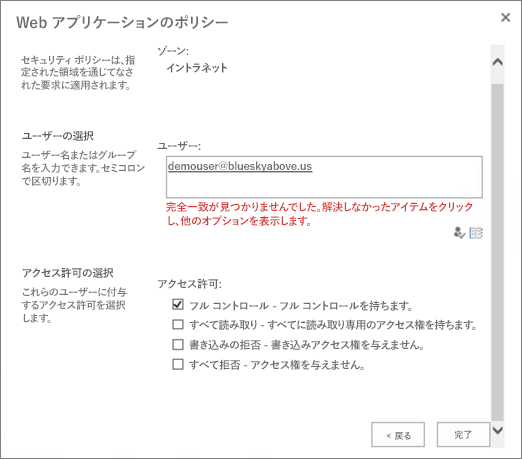 Web アプリケーションのポリシー
セキュリティ ポリシーは、指
定された領域を通じてなさ
れた要求に適用されます。
ゾーン:
イントラネット
ユーザーの選択
ユーザー名またはグループ
名を入力できます。セミコロン
で区切ります。
ユーザー:
demouser@blueskyabove.us
完全一致が見つかりませんでした。解決しなかったアイテムをクリック
し、他のオプションを表示します。
アクセス許可の選択
これらのユーザーに付与
するアクセス許可を選択
します。
アクセス許可:
フル コントロール - フル コントロールを持ちます。
すべて読み取り - すべてに読み取り専用のアクセス権を持ちます。
書き込みの拒否 - 書き込みアクセス権を与えません。
すべて拒否 - アクセス権を与えません。
< 戻る
完了